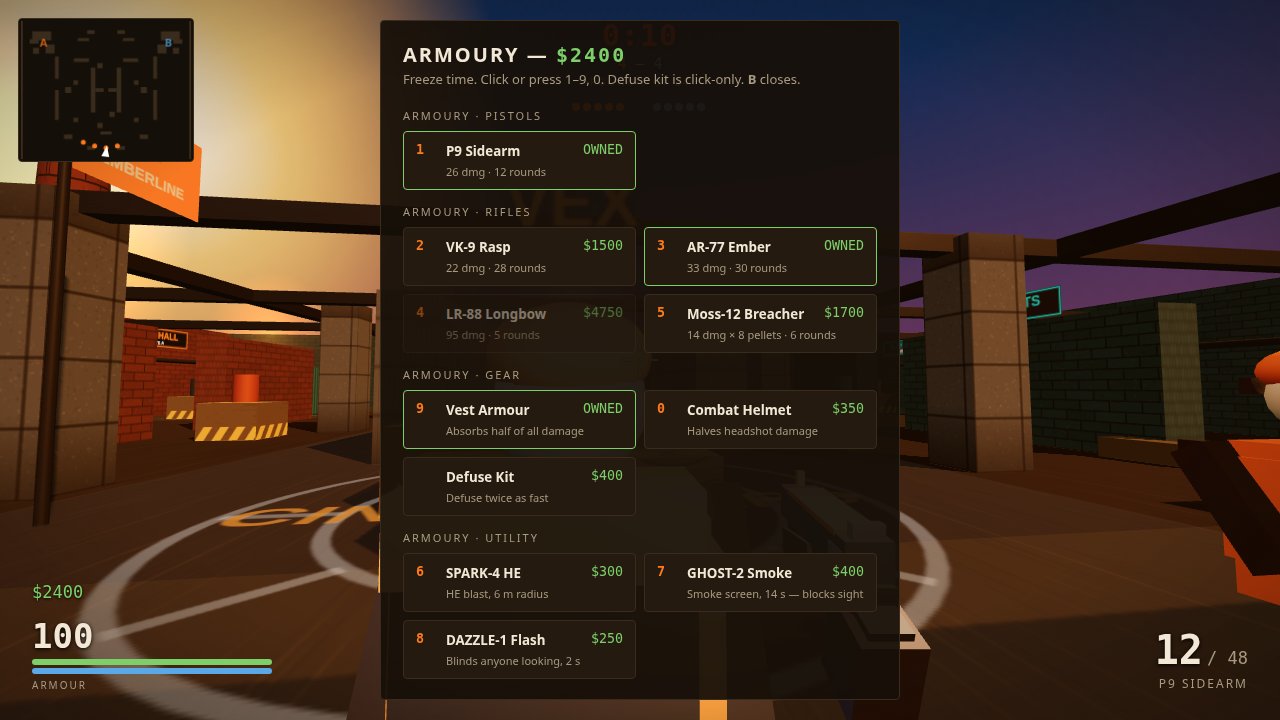 A
B
0:10
ARMOURY — $2400
Freeze time. Click or press 1–9, 0. Defuse kit is click-only. B closes.
ARMOURY · PISTOLS
1 P9 Sidearm OWNED
26 dmg · 12 rounds
VEX
ARMOURY · RIFLES
2 VK-9 Rasp $1500
22 dmg · 28 rounds
3 AR-77 Ember OWNED
33 dmg · 30 rounds
4 LR-88 Longbow $4750
95 dmg · 5 rounds
5 Moss-12 Breacher $1700
14 dmg × 8 pellets · 6 rounds
ARMOURY · GEAR
9 Vest Armour OWNED
Absorbs half of all damage
0 Combat Helmet $350
Halves headshot damage
Defuse Kit $400
Defuse twice as fast
ARMOURY · UTILITY
6 SPARK-4 HE $300
HE blast, 6 m radius
7 GHOST-2 Smoke $400
Smoke screen, 14 s — blocks sight
8 DAZZLE-1 Flash $250
Blinds anyone looking, 2 s
MBERLINE
HALL
TS
$2400
100
ARMOUR
12 / 48
P9 SIDEARM